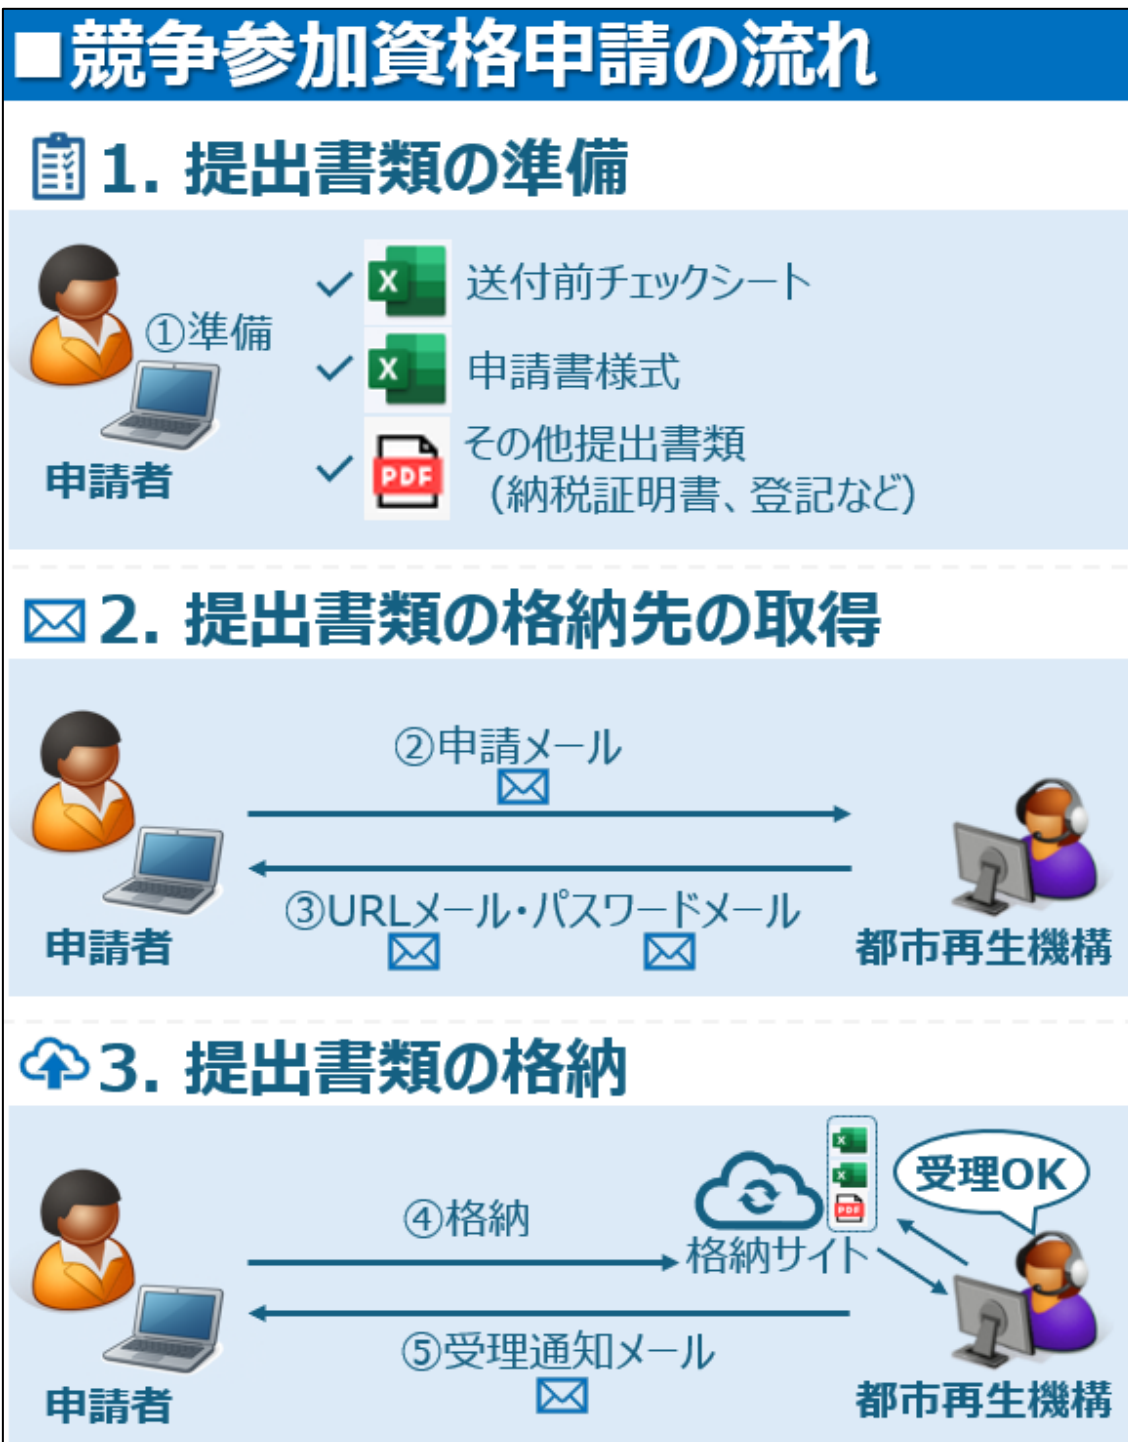 ■競争参加資格申請の流れ
1. 提出書類の準備
①準備
申請者
送付前チェックシート
申請書様式
その他提出書類
(納税証明書、登記など)
PDF
2. 提出書類の格納先の取得
②申請メール
③URLメール・パスワードメール
申請者
都市再生機構
3. 提出書類の格納
④格納
格納サイト
PDF
受理OK
⑤受理通知メール
申請者
都市再生機構